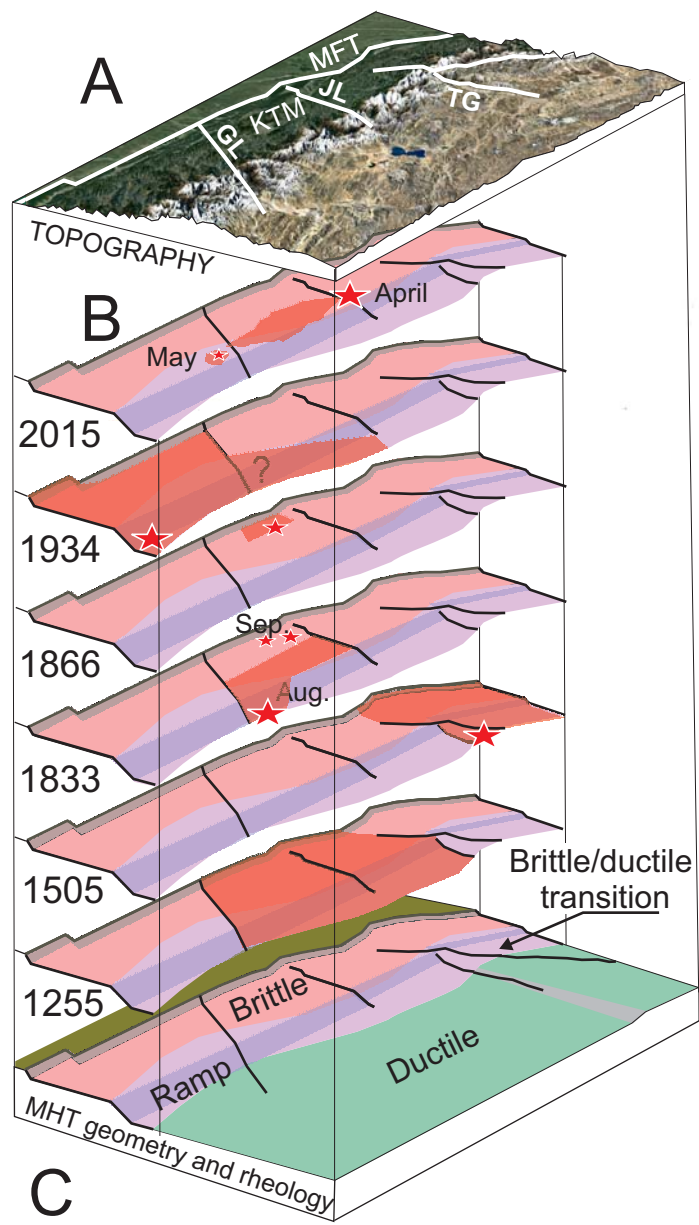 A
MFT
JL
KTM
TG
GL
TOPOGRAPHY
B
April
May
2015
?
1934
1866
Sep.
Aug.
1833
1505
Brittle/ductile
transition
1255
Brittle
Ramp
Ductile
MHT geometry and rheology
C